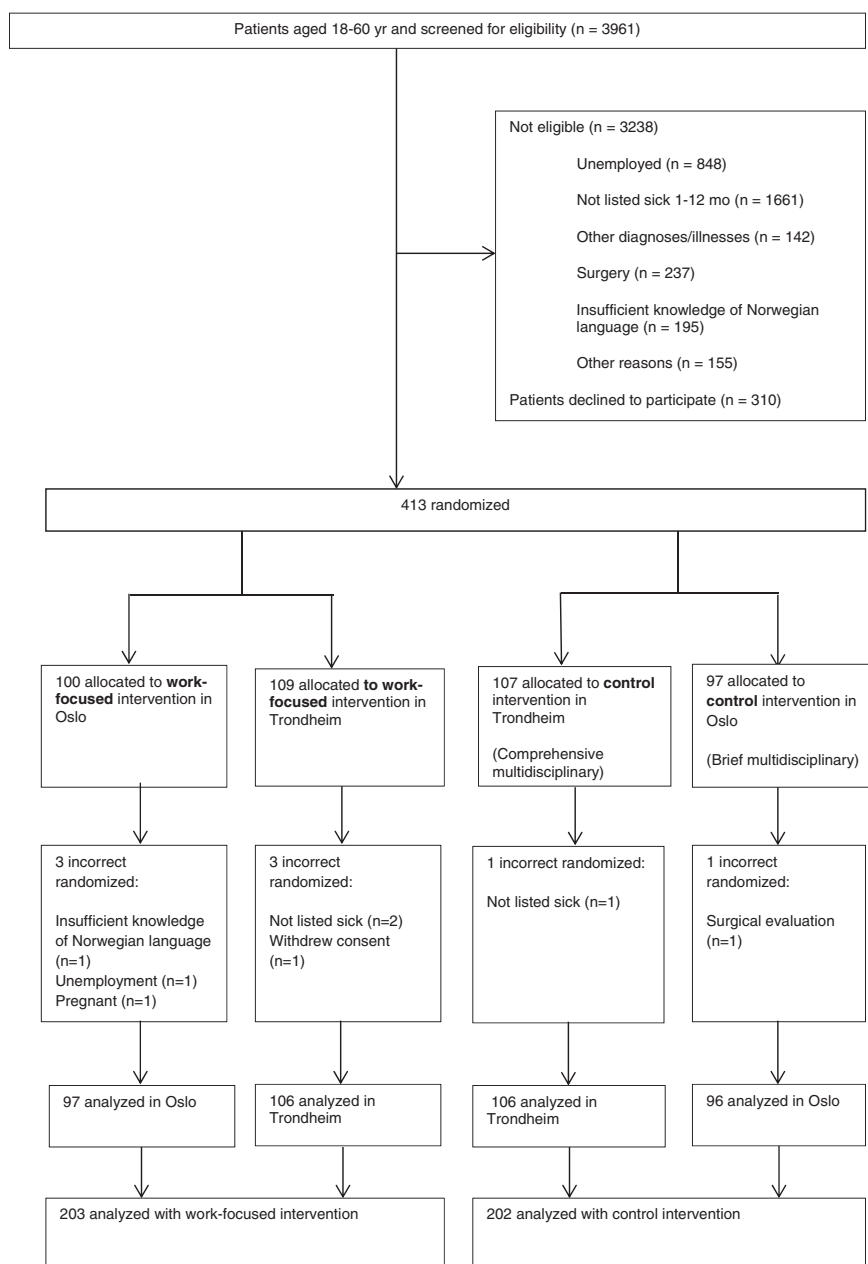 Patients aged 18-60 yr and screened for eligibility (n = 3961)
Not eligible (n = 3238)
Unemployed (n = 848)
Not listed sick 1-12 mo (n = 1661)
Other diagnoses/illnesses (n = 142)
Surgery (n = 237)
Insufficient knowledge of Norwegian
language (n = 195)
Other reasons (n = 155)
Patients declined to participate (n = 310)
413 randomized
100 allocated to work-
focused intervention in
Oslo
109 allocated to work-
focused intervention in
Trondheim
107 allocated to control
intervention in
Trondheim
(Comprehensive
multidisciplinary)
97 allocated to
control intervention in
Oslo
(Brief multidisciplinary)
3 incorrect
randomized:
Insufficient knowledge
of Norwegian language
(n=1)
Unemployment (n=1)
Pregnant (n=1)
3 incorrect
randomized:
Not listed sick (n=2)
Withdrew consent
(n=1)
1 incorrect randomized:
Not listed sick (n=1)
1 incorrect
randomized:
Surgical evaluation
(n=1)
97 analyzed in Oslo
106 analyzed in
Trondheim
106 analyzed in
Trondheim
96 analyzed in Oslo
203 analyzed with work-focused intervention
202 analyzed with control intervention